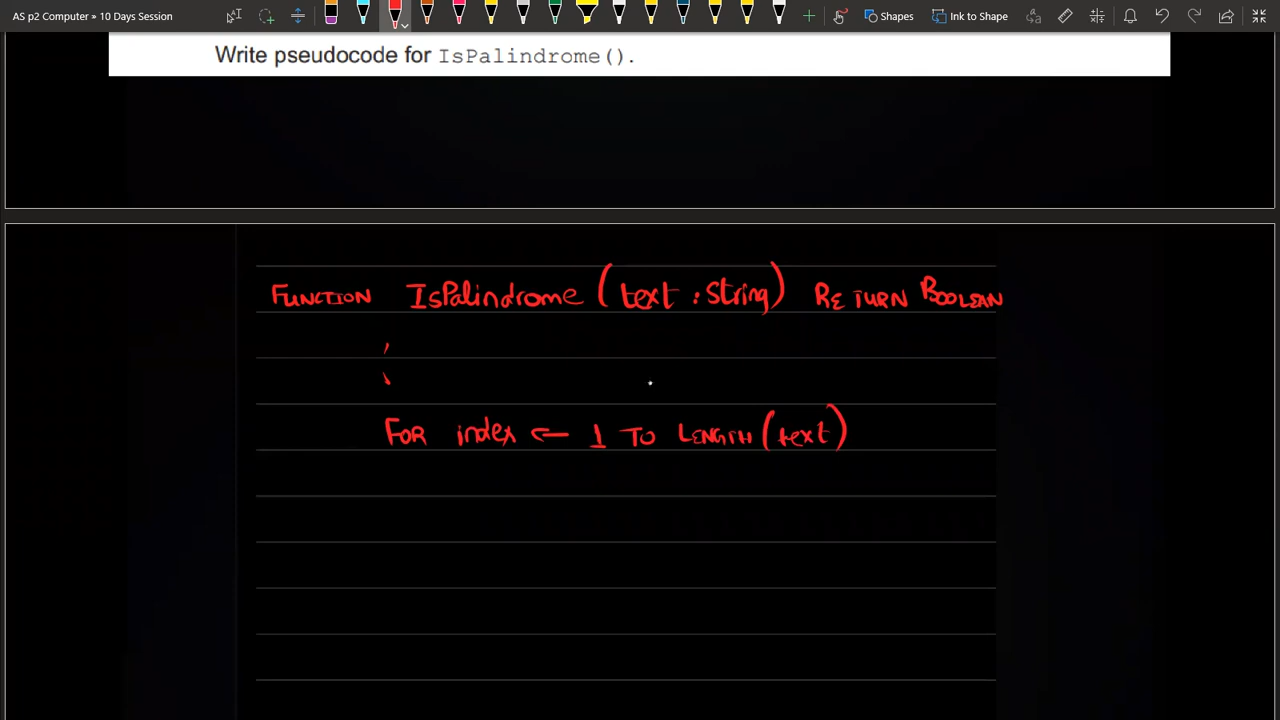 AS p2 Computer » 10 Days Session
Shapes
Ink to Shape
Write pseudocode for IsPalindrome().
FUNCTION IsPalindrome (text : String) RETURN BOOLEAN
FOR index ← 1 TO LENGTH (text)